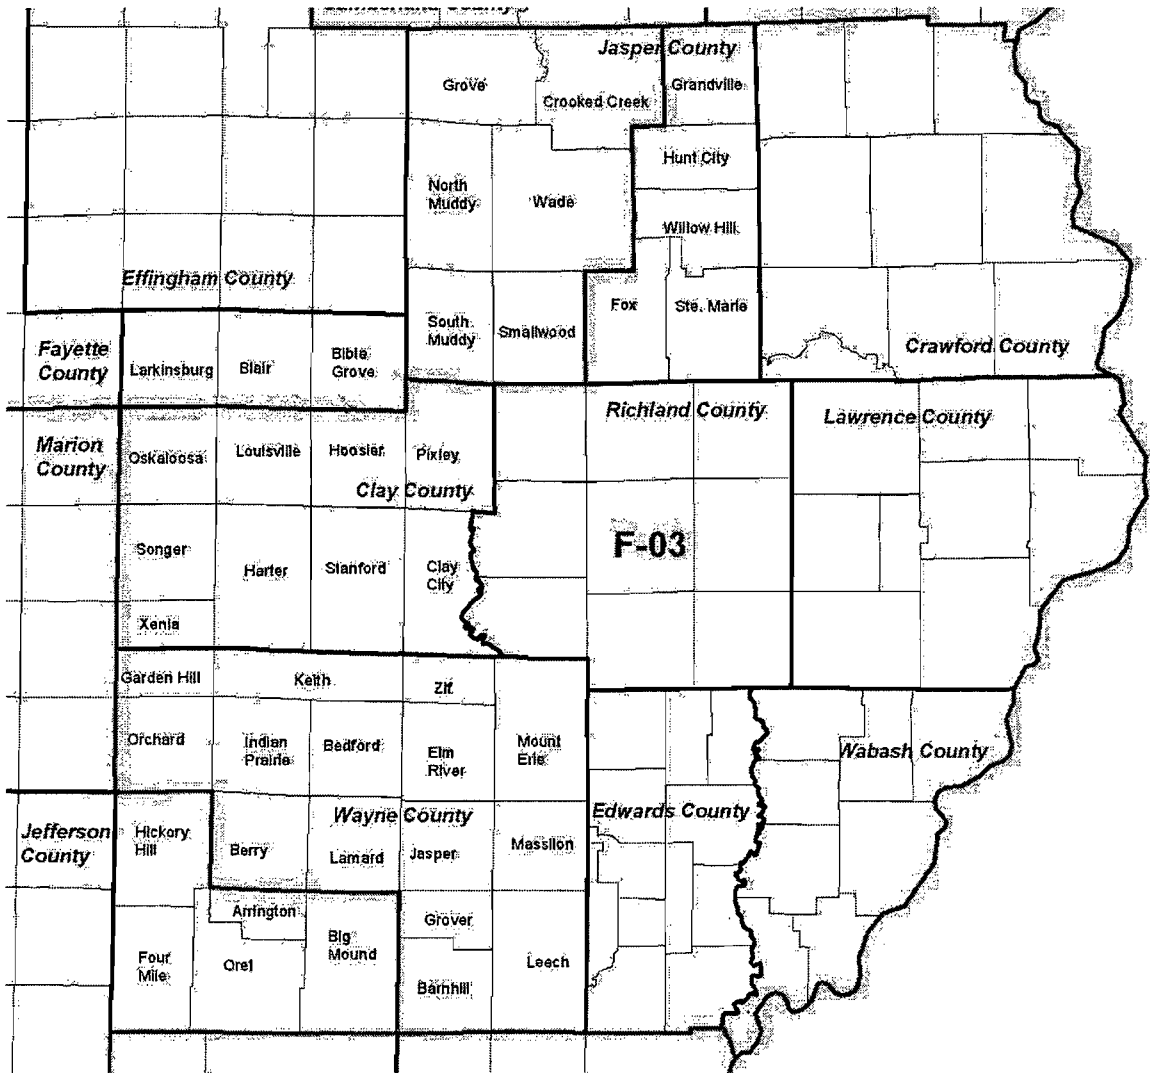 Jasper County
Grove
Grandville
Crooked Creek
Hunt City
North
Muddy
Wade
Willow Hill
Effingham County
Fox
Ste. Marie
South
Muddy
Smallwood
Crawford County
Fayette
County
Larkinsburg
Blair
Bible
Grove
Richland County
Lawrence County
Marion
County
Oskaloosa
Louisville
Hoosier
Pixley
Clay County
F-03
Songer
Harter
Stanford
Clay
City
Xenia
Garden Hill
Keith
Zif
Orchard
Indian
Prairie
Bedford
Elm
River
Mount
Erie
Wabash County
Edwards County
Wayne County
Jefferson
County
Hickory
Hill
Berry
Lamard
Jasper
Massilon
Arrington
Grover
Big
Mound
Four
Mile
Orel
Leech
Barnhill